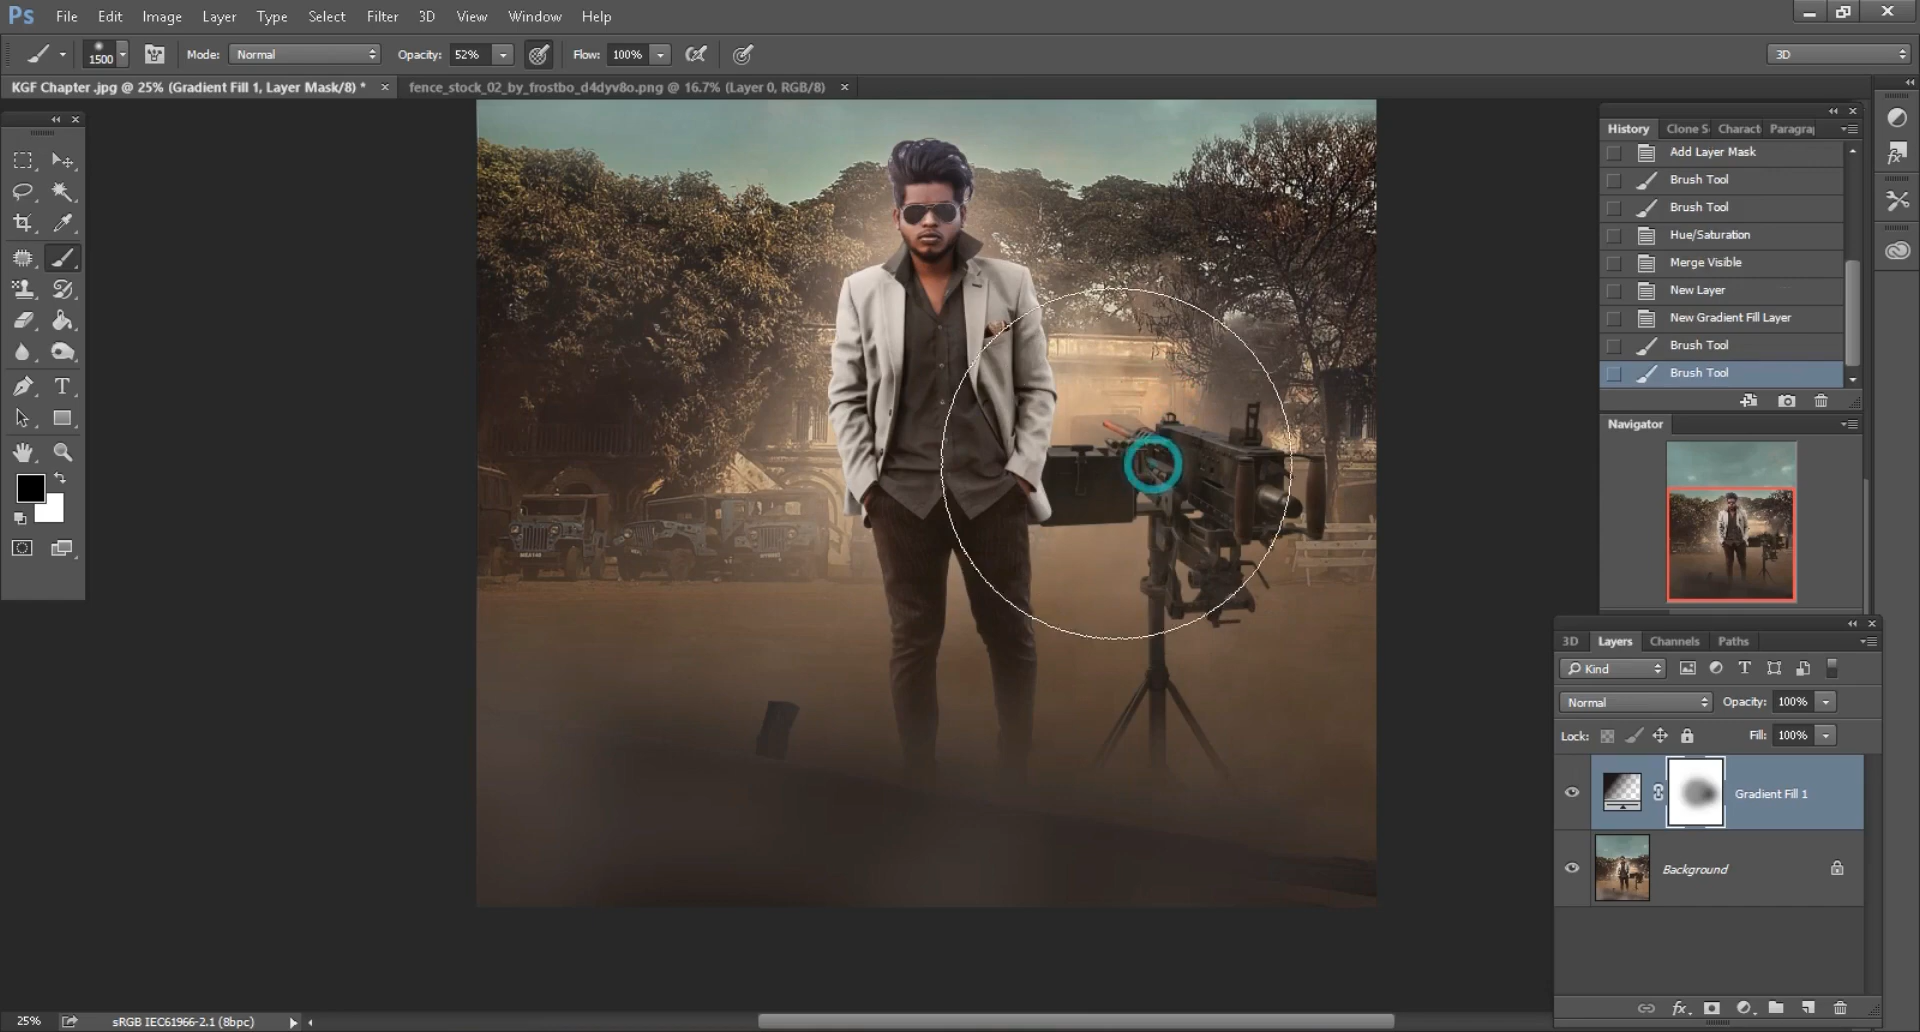 Ps File Edit Image Layer Type Select Filter 3D View Window Help
1500 Mode: Normal Opacity: 52% Flow: 100% 3D
KGF Chapter .jpg @ 25% (Gradient Fill 1, Layer Mask/8) * × fence_stock_02_by_frostbo_d4dyv8o.png @ 16.7% (Layer 0, RGB/8) ×
History Clone S Charact Paragra
Add Layer Mask
Brush Tool
Brush Tool
Hue/Saturation
Merge Visible
New Layer
New Gradient Fill Layer
Brush Tool
Brush Tool
Navigator
3D Layers Channels Paths
Kind
Normal Opacity: 100%
Lock: Fill: 100%
Gradient Fill 1
Background
fx
25% sRGB IEC61966-2.1 (8bpc)